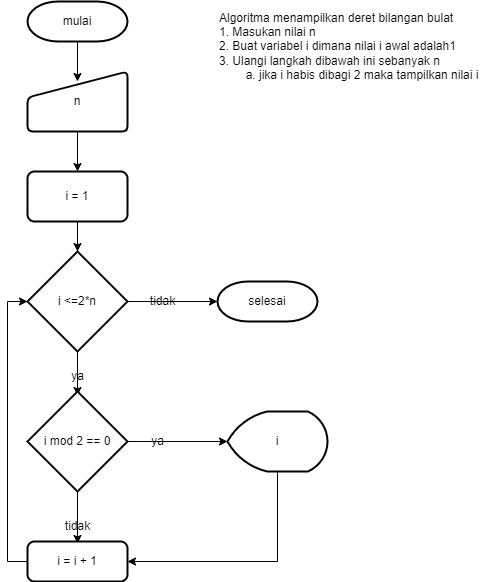 mulai
Algoritma menampilkan deret bilangan bulat
1. Masukan nilai n
2. Buat variabel i dimana nilai i awal adalah1
3. Ulangi langkah dibawah ini sebanyak n
a. jika i habis dibagi 2 maka tampilkan nilai i
n
i = 1
i <=2*n
tidak
selesai
ya
i mod 2 == 0
ya
i
tidak
i = i + 1